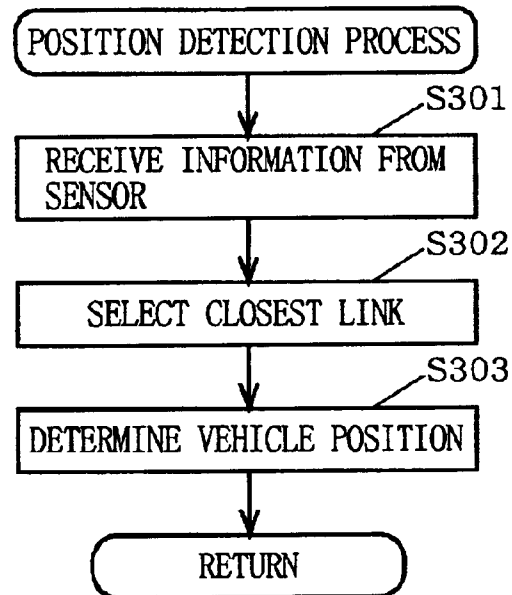 POSITION DETECTION PROCESS
S301
RECEIVE INFORMATION FROM
SENSOR
S302
SELECT CLOSEST LINK
S303
DETERMINE VEHICLE POSITION
RETURN